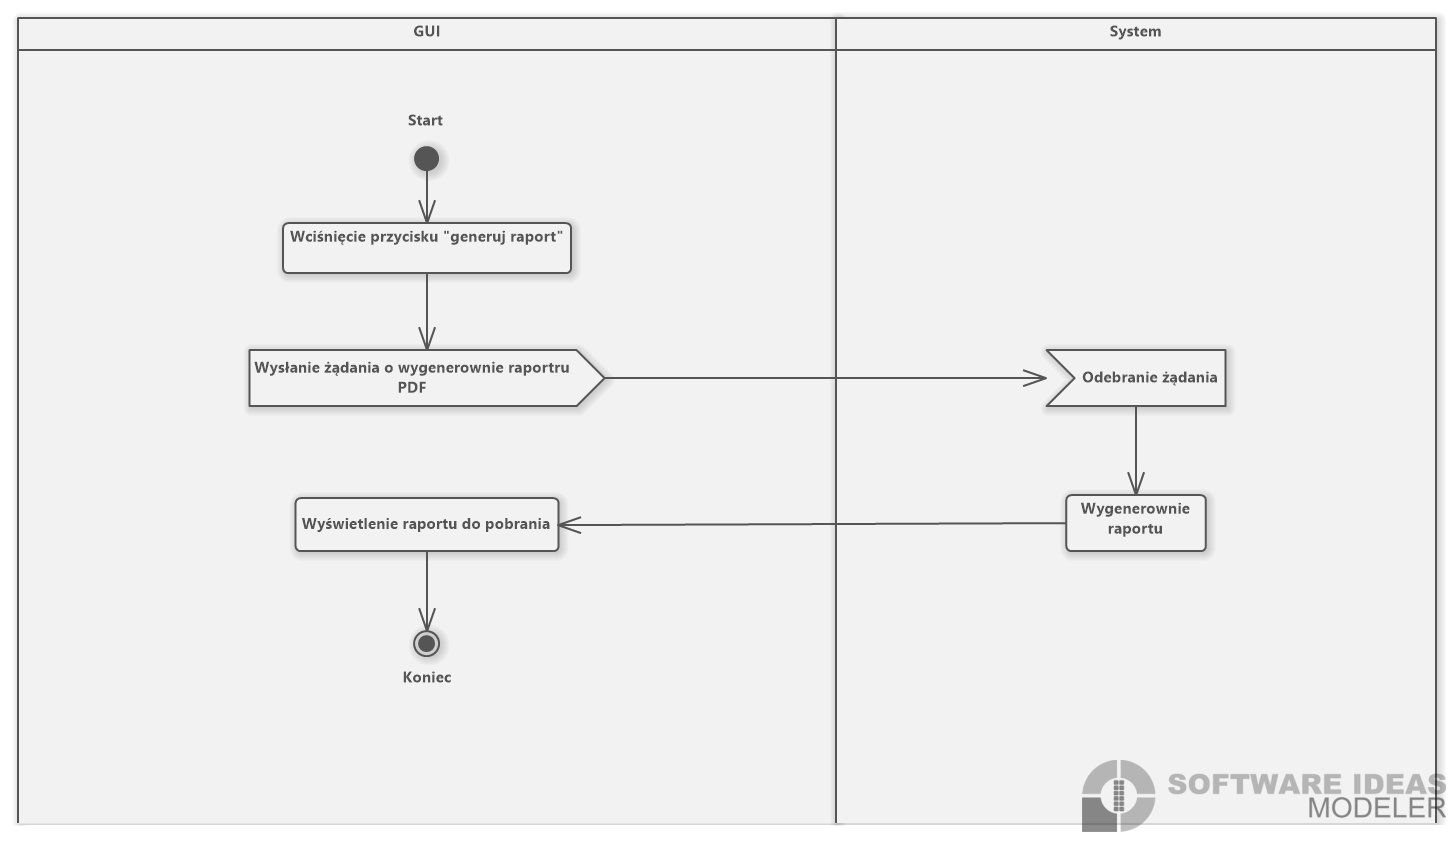 GUI
System
Start
Wciśnięcie przycisku "generuj raport"
Wysłanie żądania o wygenerownie raportru
PDF
Odebranie żądania
Wyświetlenie raportu do pobrania
Wygenerownie
raportu
Koniec
SOFTWARE IDEAS
MODELER